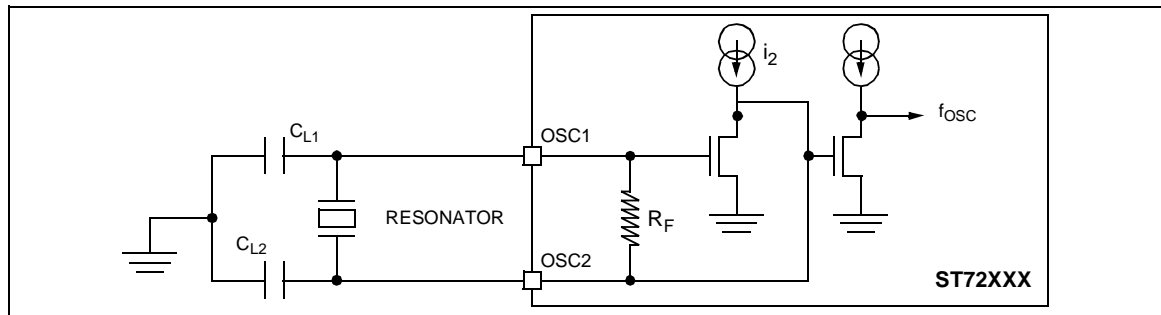 i2
fOSC
CL1
OSC1
RESONATOR
RF
CL2
OSC2
ST72XXX